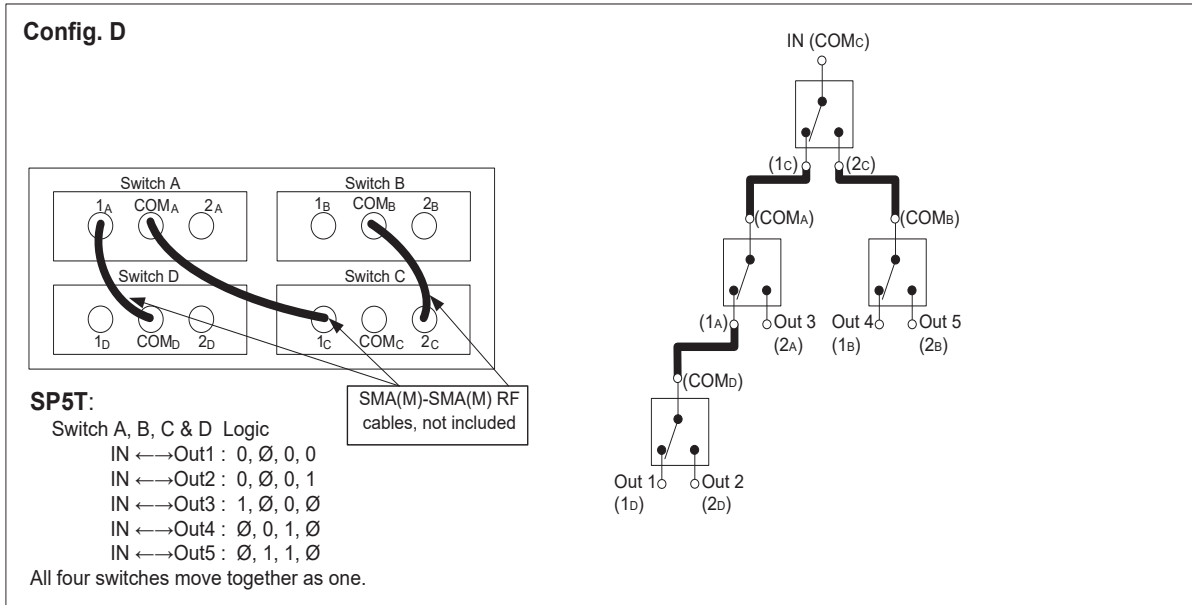 Config. D
Switch A
Switch B
1A COMA 2A
1B COMB 2B
Switch D
Switch C
1D COMD 2D
1C COMC 2C
SMA(M)-SMA(M) RF
cables, not included
SP5T:
Switch A, B, C & D Logic
IN ←—→Out1 : 0, Ø, 0, 0
IN ←—→Out2 : 0, Ø, 0, 1
IN ←—→Out3 : 1, Ø, 0, Ø
IN ←—→Out4 : Ø, 0, 1, Ø
IN ←—→Out5 : Ø, 1, 1, Ø
All four switches move together as one.
IN (COMC)
(1C) (2C)
(COMA)
(COMB)
(1A) Out 3
(2A)
Out 4 Out 5
(1B) (2B)
(COMD)
Out 1 Out 2
(1D) (2D)